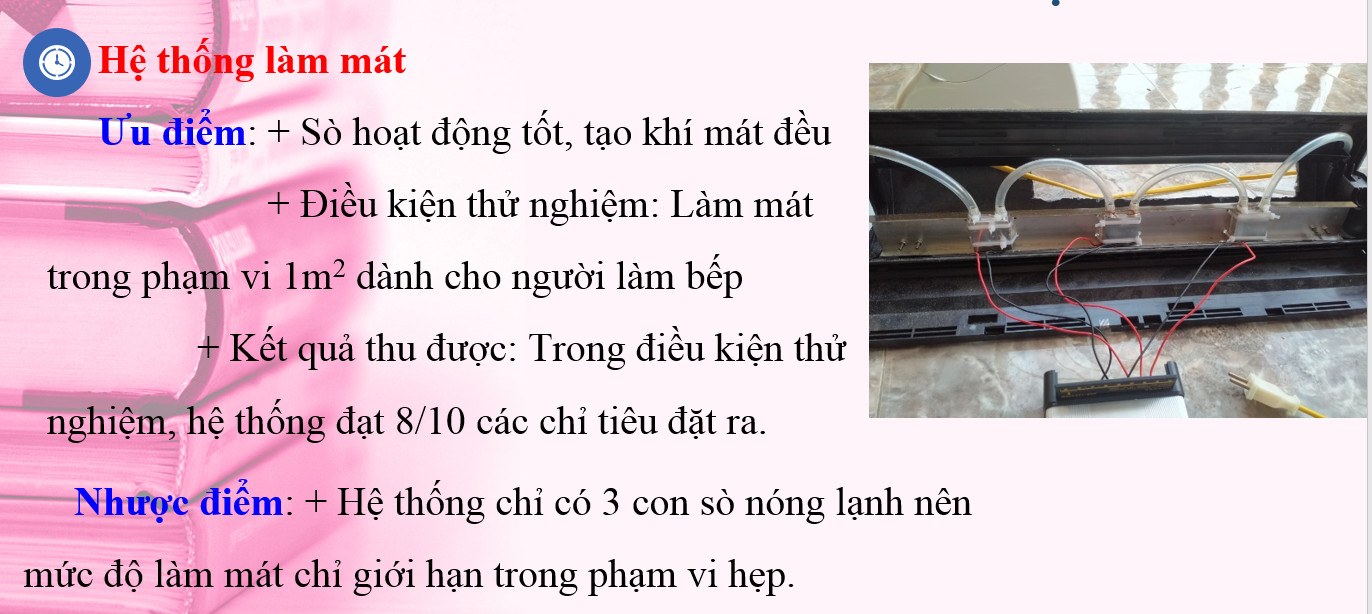 Hệ thống làm mát
Ưu điểm: + Sò hoạt động tốt, tạo khí mát đều
+ Điều kiện thử nghiệm: Làm mát
trong phạm vi 1m² dành cho người làm bếp
+ Kết quả thu được: Trong điều kiện thử
nghiệm, hệ thống đạt 8/10 các chỉ tiêu đặt ra.
Nhược điểm: + Hệ thống chỉ có 3 con sò nóng lạnh nên
mức độ làm mát chỉ giới hạn trong phạm vi hẹp.